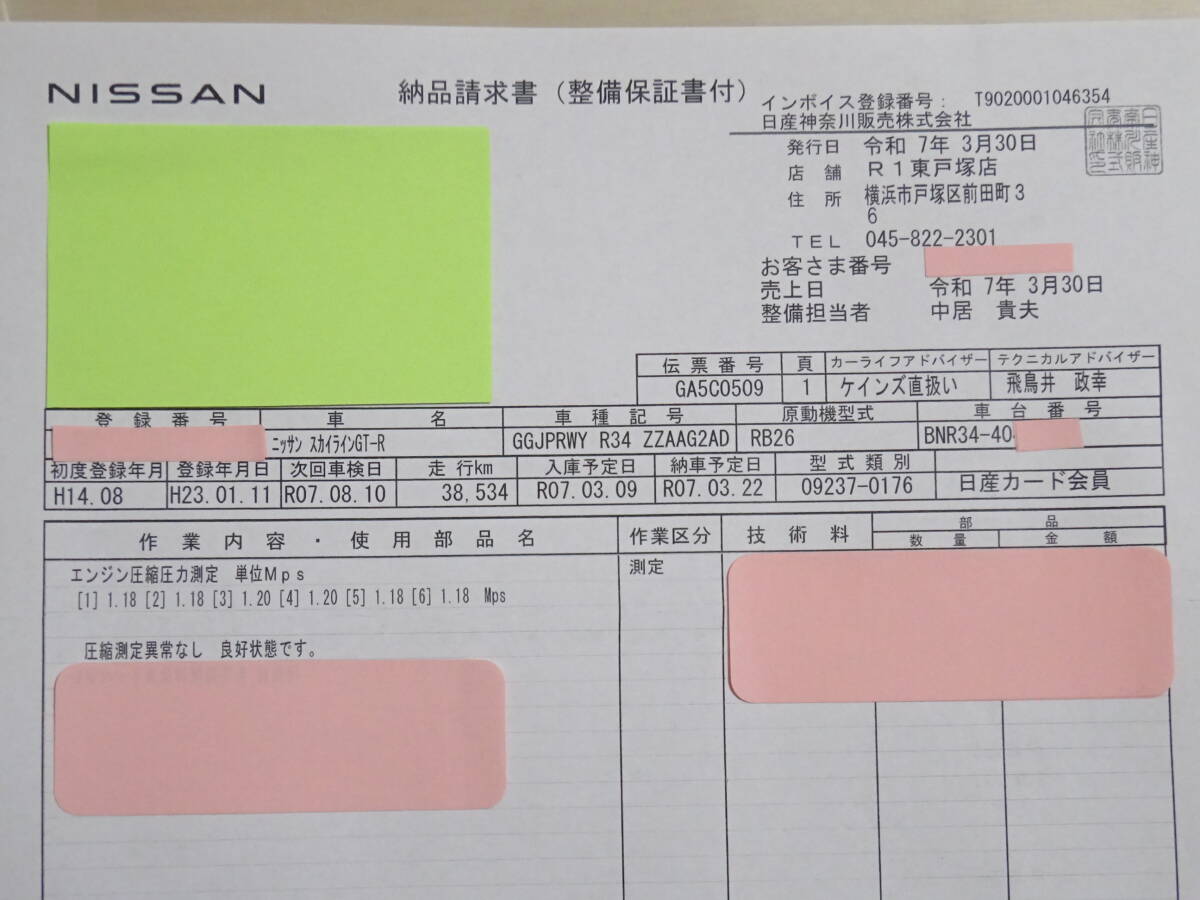 NISSAN
納品請求書（整備保証書付）
インボイス登録番号： T9020001046354
日産神奈川販売株式会社
発行日 令和 7年 3月30日
店 舗 Ｒ１東戸塚店
住 所 横浜市戸塚区前田町３
６
ＴＥＬ 045-822-2301
お客さま番号
売上日 令和 7年 3月30日
整備担当者 中居 貴夫
伝票番号 頁 カーライフアドバイザー テクニカルアドバイザー
GA5C0509 1 ケインズ直扱い 飛鳥井 政幸
登録番号 車名 車種記号 原動機型式 車台番号
ﾆｯｻﾝ ｽｶｲﾗｲﾝGT-R GGJPRWY R34 ZZAAG2AD RB26 BNR34-40
初度登録年月 登録年月日 次回車検日 走行km 入庫予定日 納車予定日 型式類別
H14.08 H23.01.11 R07.08.10 38,534 R07.03.09 R07.03.22 09237-0176 日産カード会員
作業内容・使用部品名 作業区分 技術料 部品
数量 金額
エンジン圧縮圧力測定 単位Ｍｐｓ 測定
[1] 1.18 [2] 1.18 [3] 1.20 [4] 1.20 [5] 1.18 [6] 1.18 Mps
圧縮測定異常なし 良好状態です。